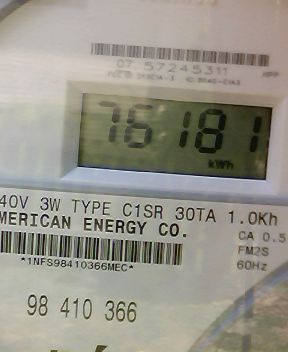 07 57245311
76181
kWh
40V 3W TYPE C1SR 30TA 1.0Kh
MERICAN ENERGY CO.
CA 0.5
FM2S
*1NFS98410366MEC*
60Hz
98 410 366